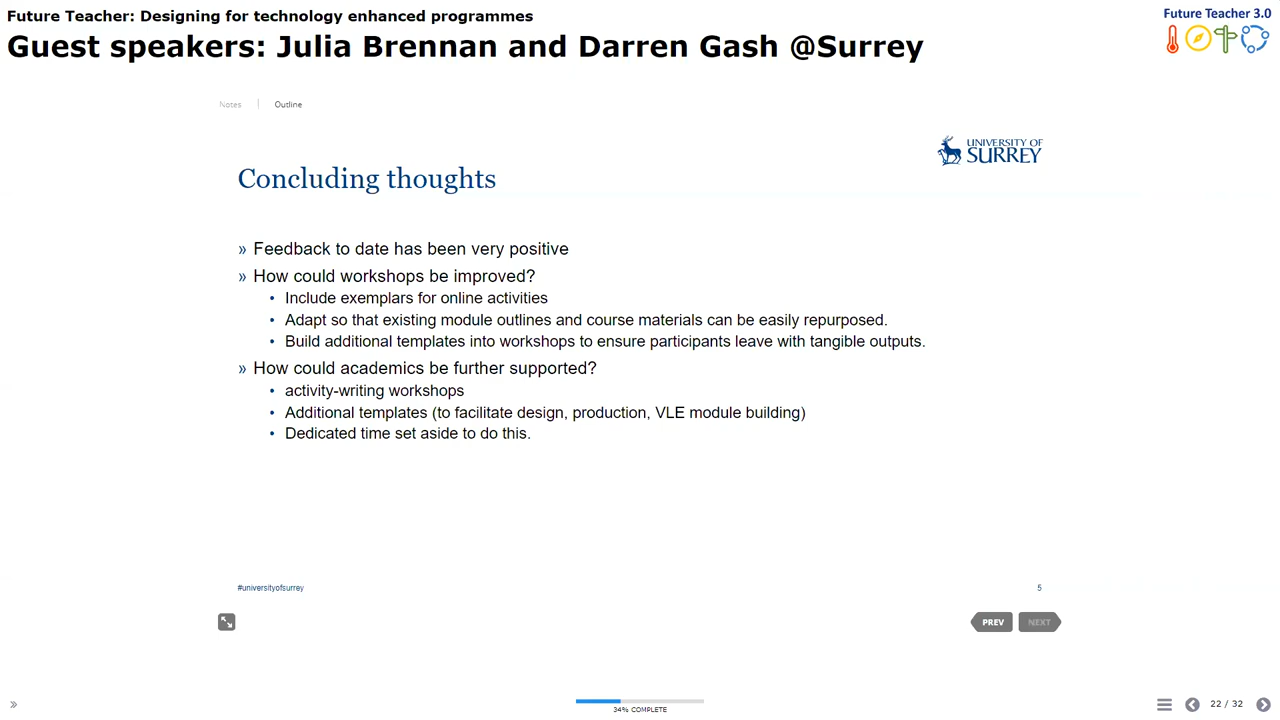 Future Teacher: Designing for technology enhanced programmes
Future Teacher 3.0
Guest speakers: Julia Brennan and Darren Gash @Surrey
Notes
Outline
UNIVERSITY OF
SURREY
Concluding thoughts
» Feedback to date has been very positive
» How could workshops be improved?
• Include exemplars for online activities
• Adapt so that existing module outlines and course materials can be easily repurposed.
• Build additional templates into workshops to ensure participants leave with tangible outputs.
» How could academics be further supported?
• activity-writing workshops
• Additional templates (to facilitate design, production, VLE module building)
• Dedicated time set aside to do this.
#universityofsurrey
5
PREV
NEXT
34% COMPLETE
22 / 32